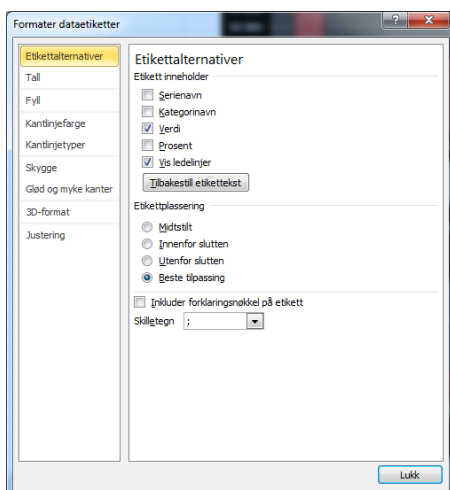 Formater dataetiketter
Etikettalternativer
Tall
Fyll
Kantlinjefarge
Kantlinjetyper
Skygge
Glød og myke kanter
3D-format
Justering
Etikettalternativer
Etikett inneholder
Serienavn
Kategorinavn
Verdi
Prosent
Vis ledelinjer
Tilbakestill etikettekst
Etikettplassering
Midtstilt
Innenfor slutten
Utenfor slutten
Beste tilpassing
Inkluder forklaringsnøkkel på etikett
Skilletegn ;
Lukk